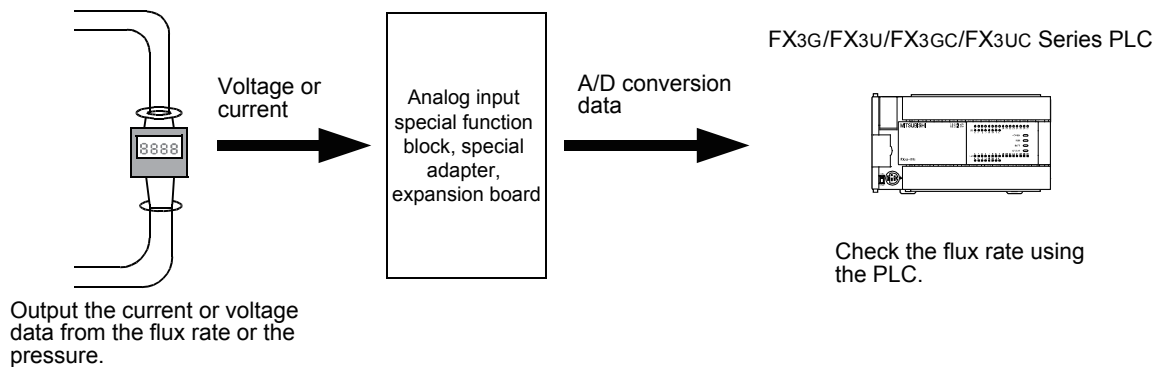 FX3G/FX3U/FX3GC/FX3UC Series PLC
Voltage or
current
Analog input
special function
block, special
adapter,
expansion board
A/D conversion
data
8888
MITSUBISHI
Check the flux rate using
the PLC.
Output the current or voltage
data from the flux rate or the
pressure.